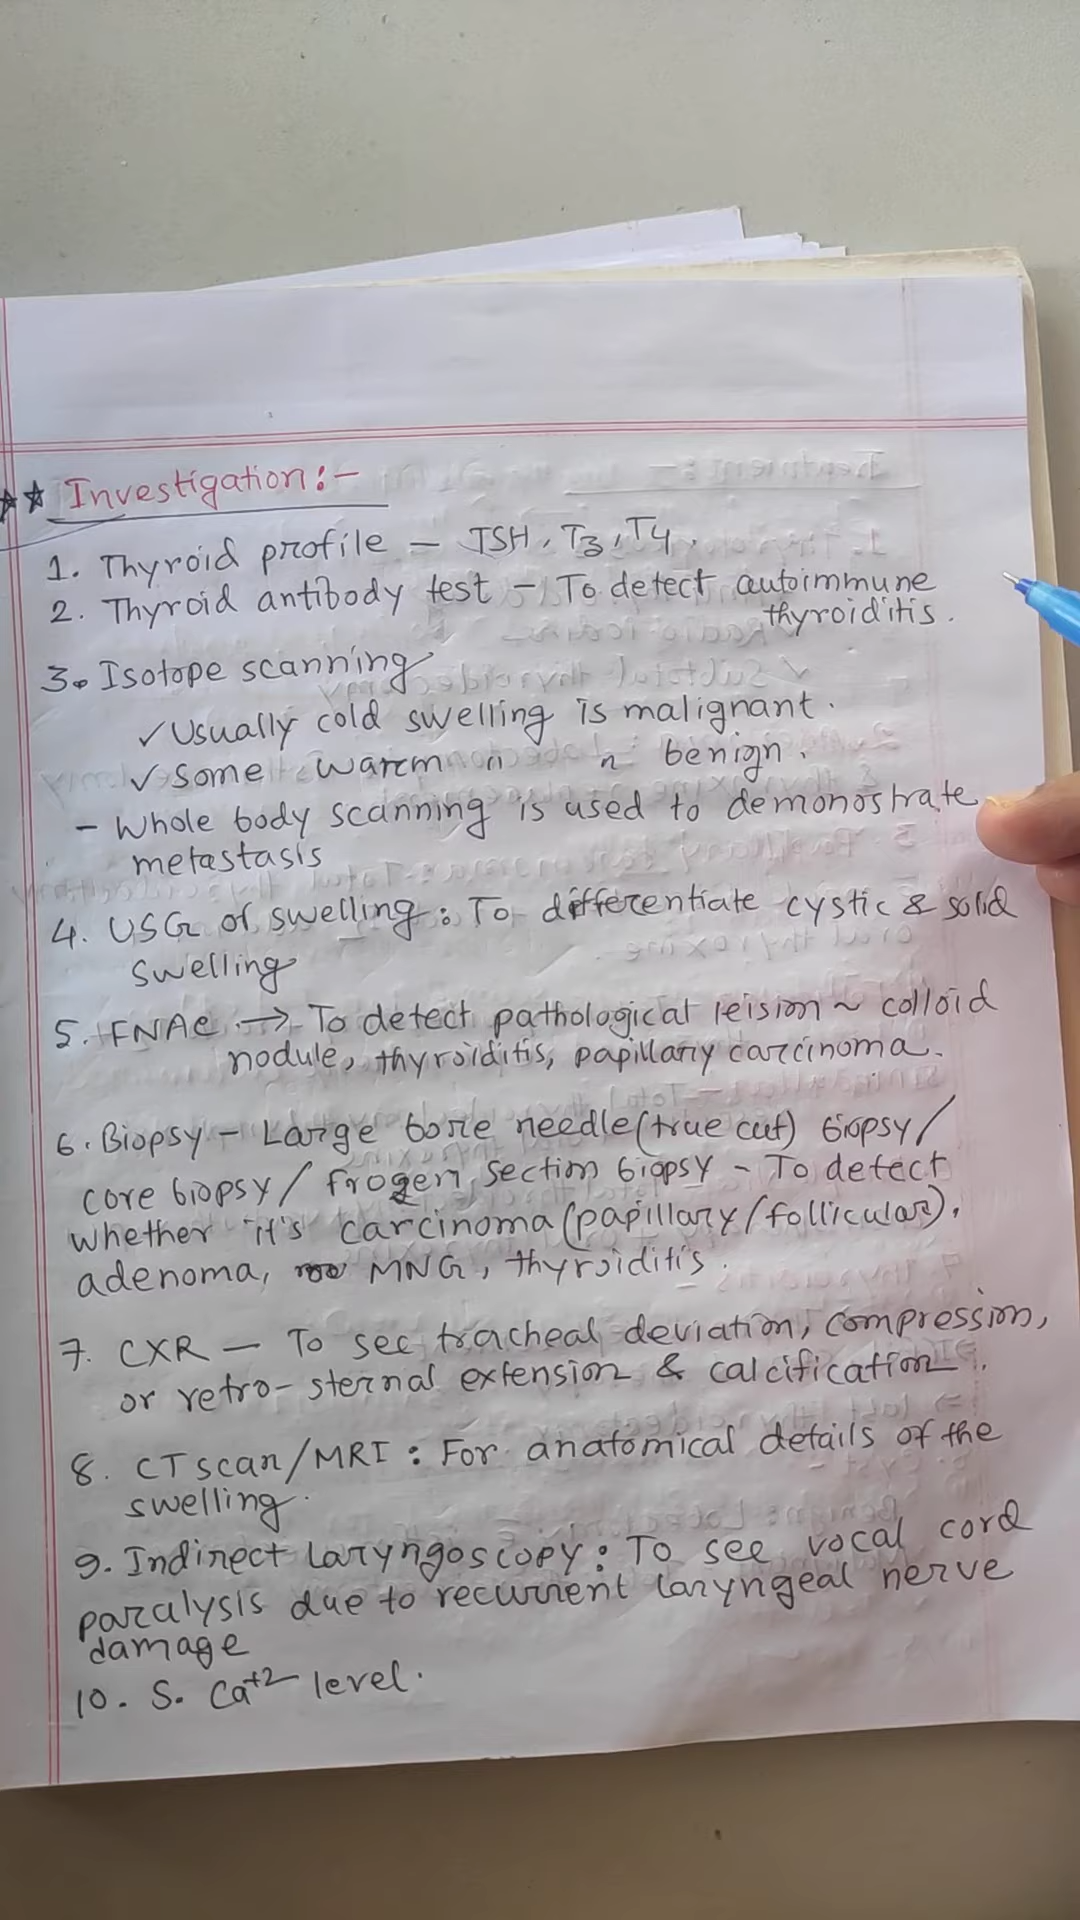 ★★ Investigation:-
1. Thyroid profile - TSH, T3, T4.
2. Thyroid antibody test - To detect autoimmune
thyroiditis.
3. Isotope scanning
✓ Usually cold swelling is malignant.
✓ some warm " " benign.
- Whole body scanning is used to demonostrate
metastasis
4. USG of swelling: To differentiate cystic & solid
swelling
5. FNAC → To detect pathological leision ~ colloid
nodule, thyroiditis, papillary carcinoma.
6. Biopsy - Large bore needle (true cut) biopsy/
core biopsy/ frozen section biopsy - To detect
whether it's carcinoma (papillary/follicular),
adenoma, MNG, thyroiditis.
7. CXR - To see tracheal deviation, compression,
or retro-sternal extension & calcification.
8. CT scan/MRI : For anatomical details of the
swelling.
9. Indirect laryngoscopy: To see vocal cord
paralysis due to recurrent laryngeal nerve
damage
10. S. Ca+2 level.